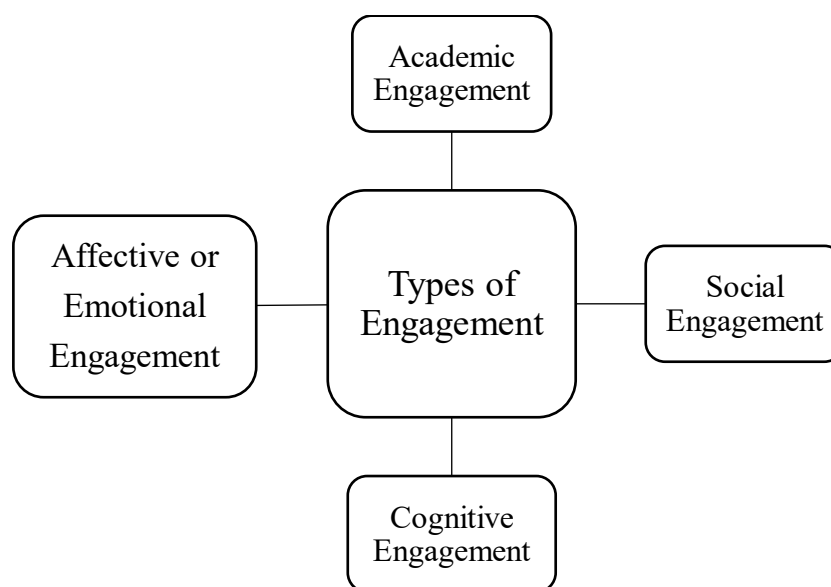 Academic
Engagement
Affective or
Emotional
Engagement
Types of
Engagement
Social
Engagement
Cognitive
Engagement